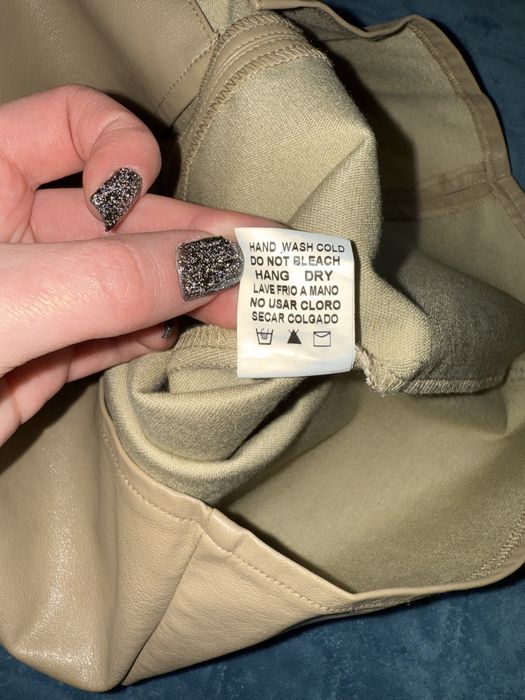 HAND WASH COLD
DO NOT BLEACH
HANG DRY
LAVE FRIO A MANO
NO USAR CLORO
SECAR COLGADO